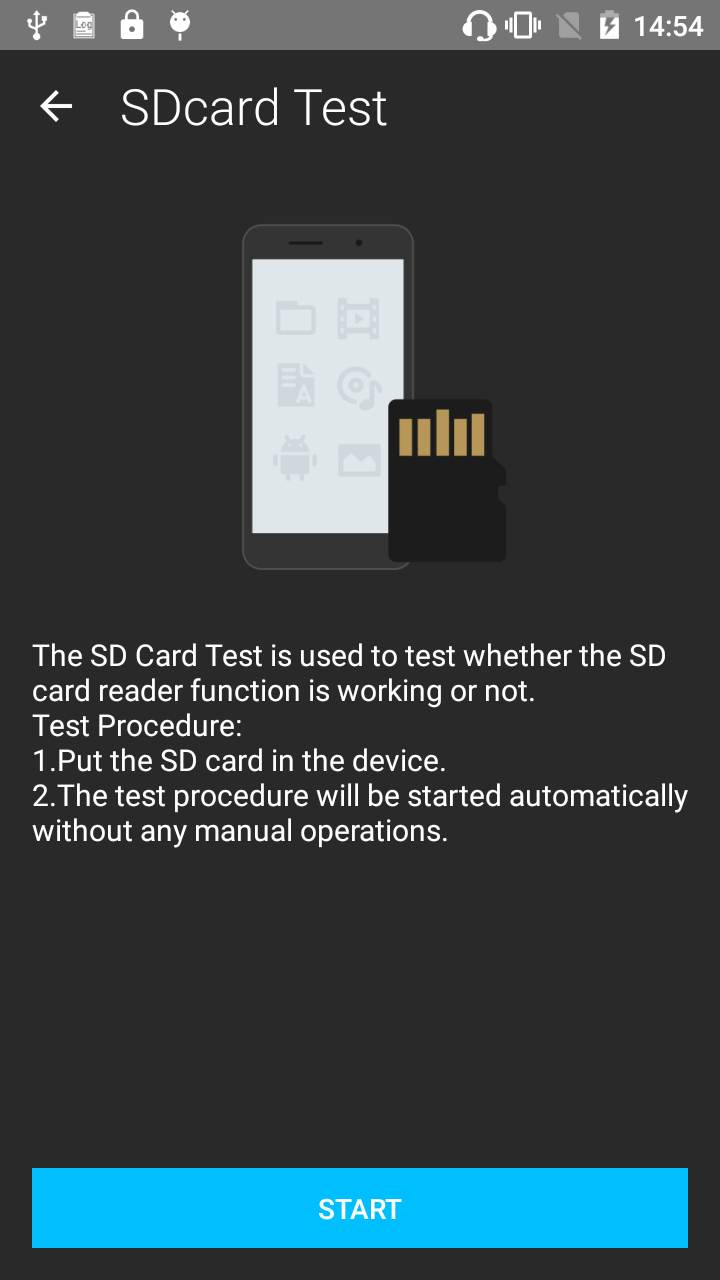 Log
14:54
SDcard Test
A
The SD Card Test is used to test whether the SD
card reader function is working or not.
Test Procedure:
1.Put the SD card in the device.
2.The test procedure will be started automatically
without any manual operations.
START